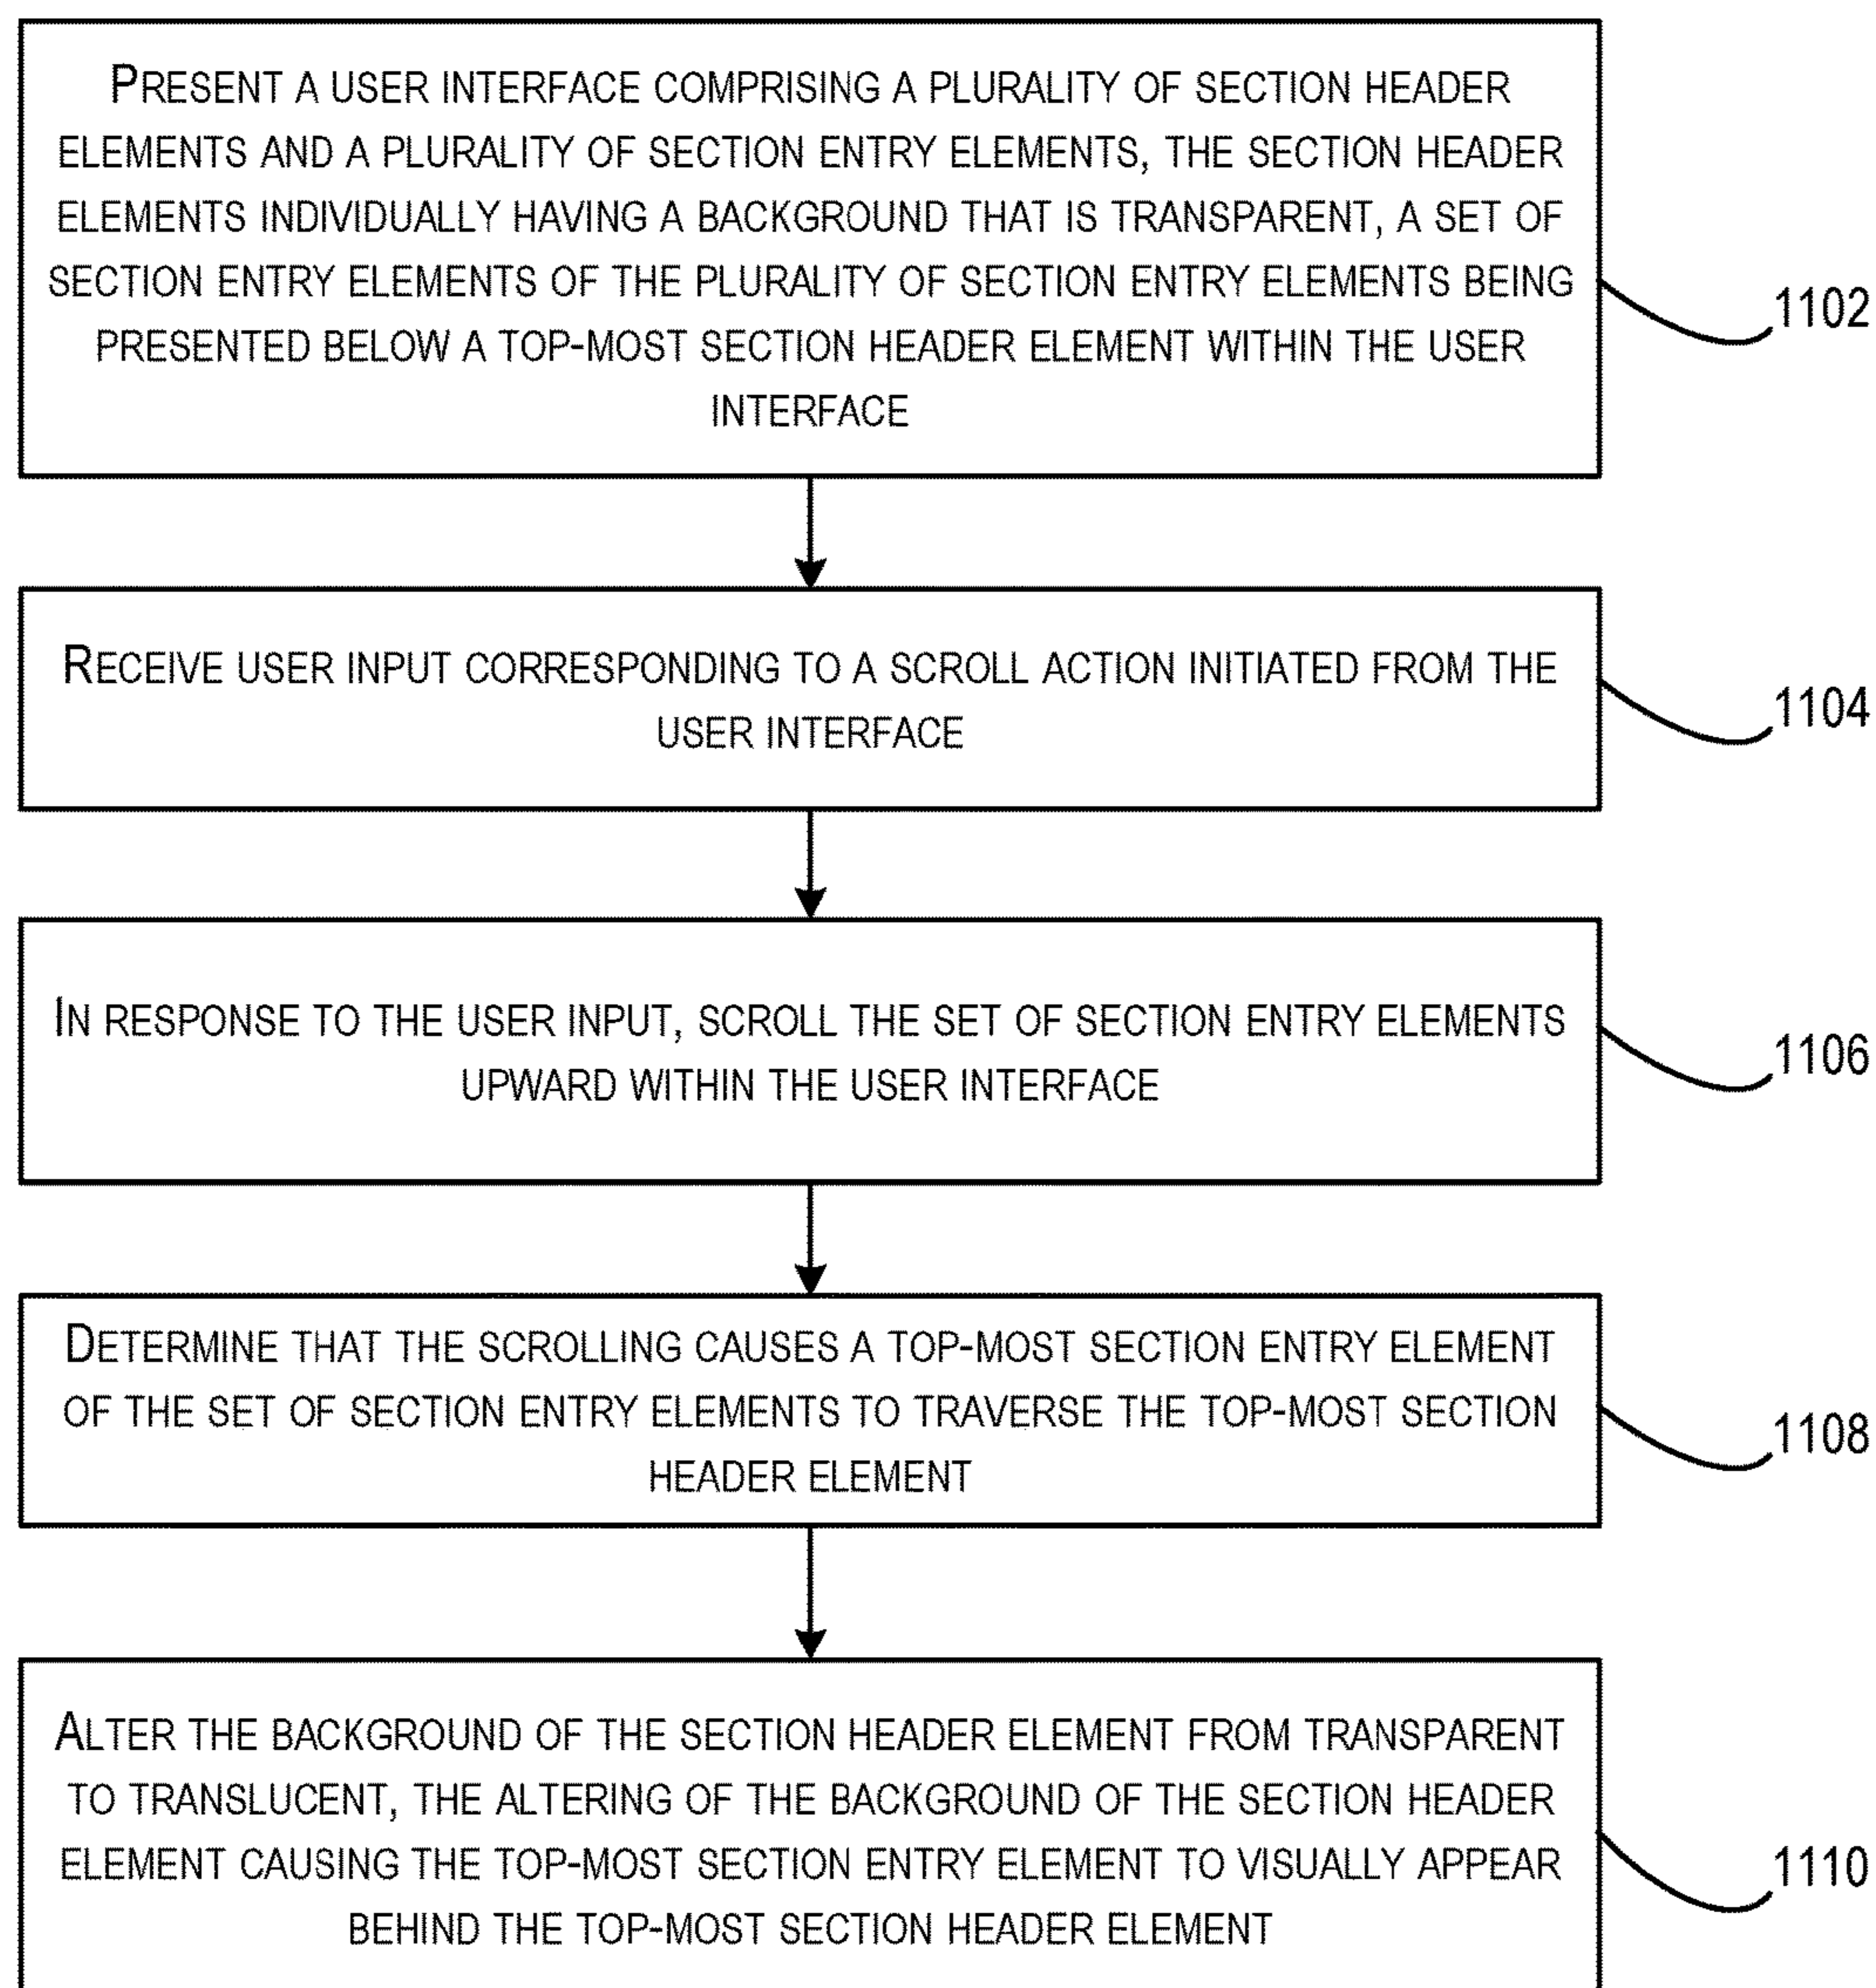 PRESENT A USER INTERFACE COMPRISING A PLURALITY OF SECTION HEADER
ELEMENTS AND A PLURALITY OF SECTION ENTRY ELEMENTS, THE SECTION HEADER
ELEMENTS INDIVIDUALLY HAVING A BACKGROUND THAT IS TRANSPARENT, A SET OF
SECTION ENTRY ELEMENTS OF THE PLURALITY OF SECTION ENTRY ELEMENTS BEING
PRESENTED BELOW A TOP-MOST SECTION HEADER ELEMENT WITHIN THE USER
INTERFACE
1102
RECEIVE USER INPUT CORRESPONDING TO A SCROLL ACTION INITIATED FROM THE
USER INTERFACE
1104
IN RESPONSE TO THE USER INPUT, SCROLL THE SET OF SECTION ENTRY ELEMENTS
UPWARD WITHIN THE USER INTERFACE
1106
DETERMINE THAT THE SCROLLING CAUSES A TOP-MOST SECTION ENTRY ELEMENT
OF THE SET OF SECTION ENTRY ELEMENTS TO TRAVERSE THE TOP-MOST SECTION
HEADER ELEMENT
1108
ALTER THE BACKGROUND OF THE SECTION HEADER ELEMENT FROM TRANSPARENT
TO TRANSLUCENT, THE ALTERING OF THE BACKGROUND OF THE SECTION HEADER
ELEMENT CAUSING THE TOP-MOST SECTION ENTRY ELEMENT TO VISUALLY APPEAR
BEHIND THE TOP-MOST SECTION HEADER ELEMENT
1110